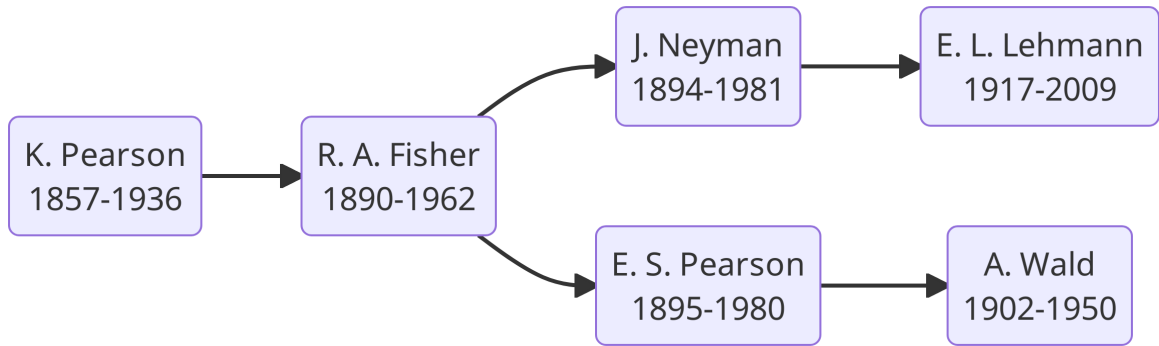 K. Pearson
1857-1936
R. A. Fisher
1890-1962
J. Neyman
1894-1981
E. L. Lehmann
1917-2009
E. S. Pearson
1895-1980
A. Wald
1902-1950